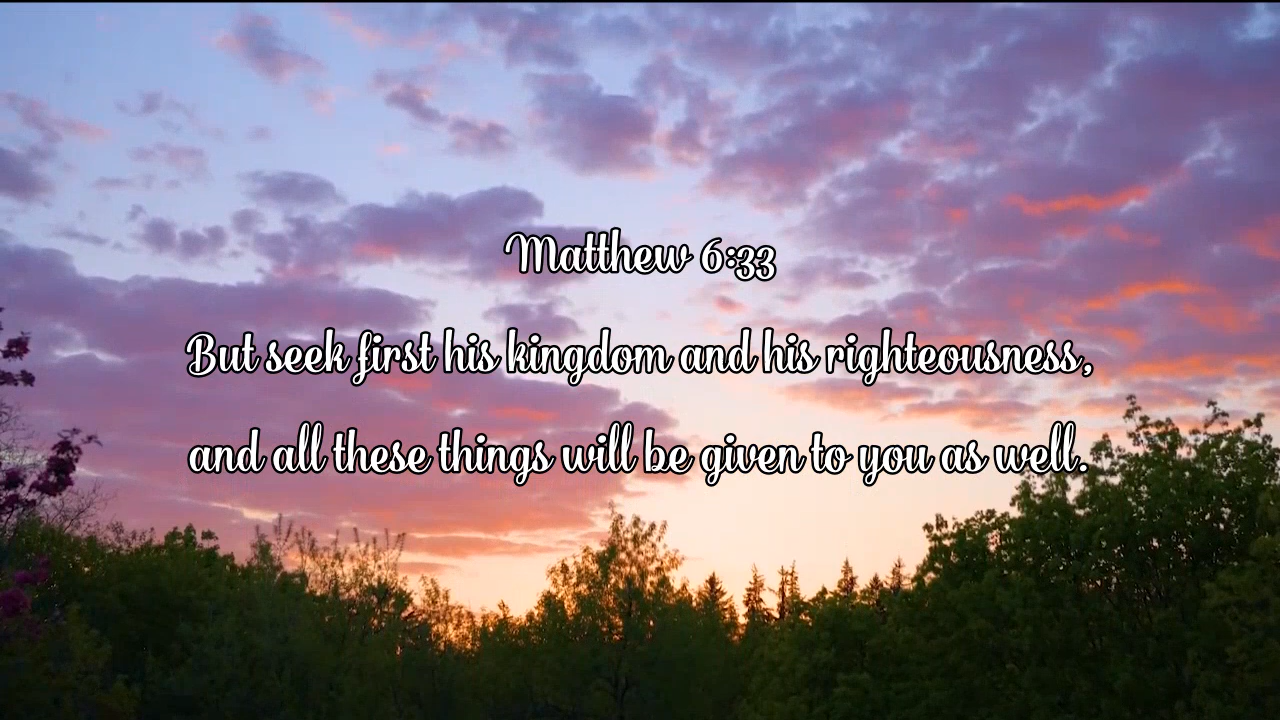 Matthew 6:33
But seek first his kingdom and his righteousness,
and all these things will be given to you as well.